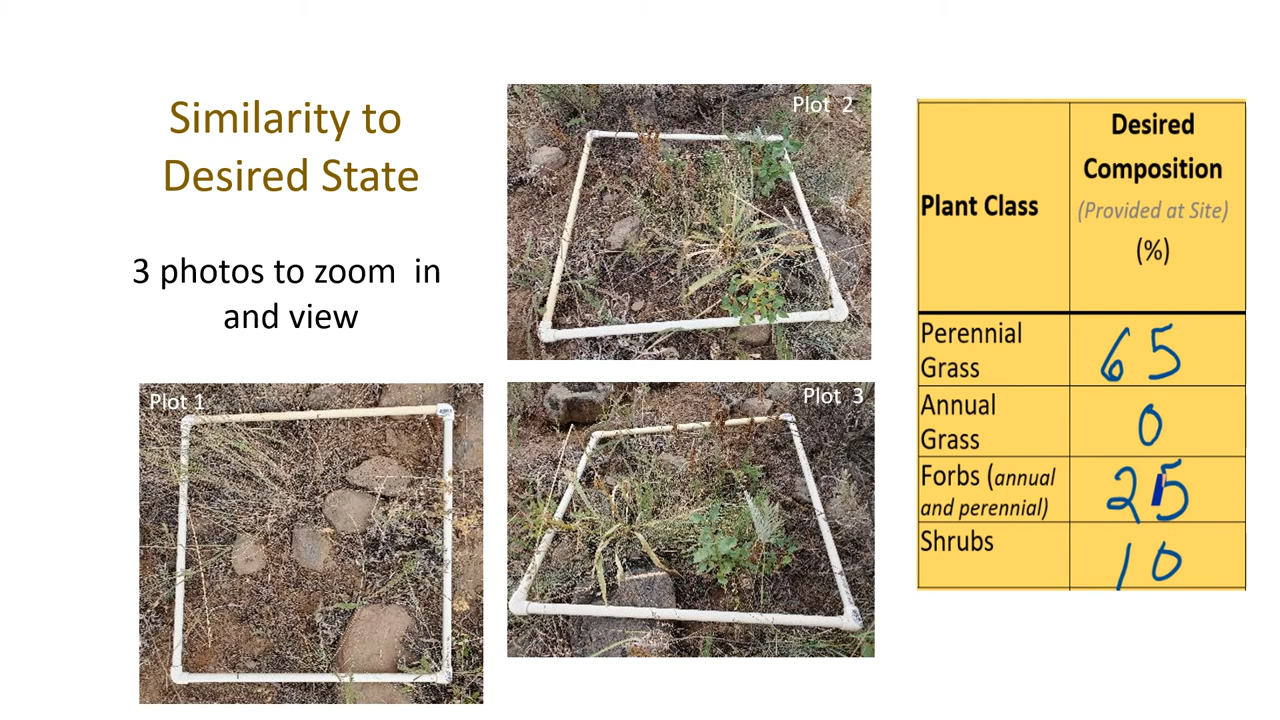 Similarity to
Desired State
3 photos to zoom in
and view
Plot 1
Plot 2
Plot 3
Plant Class
Desired
Composition
(Provided at Site)
(%)
Perennial
Grass
65
Annual
Grass
0
Forbs (annual
and perennial)
25
Shrubs
10